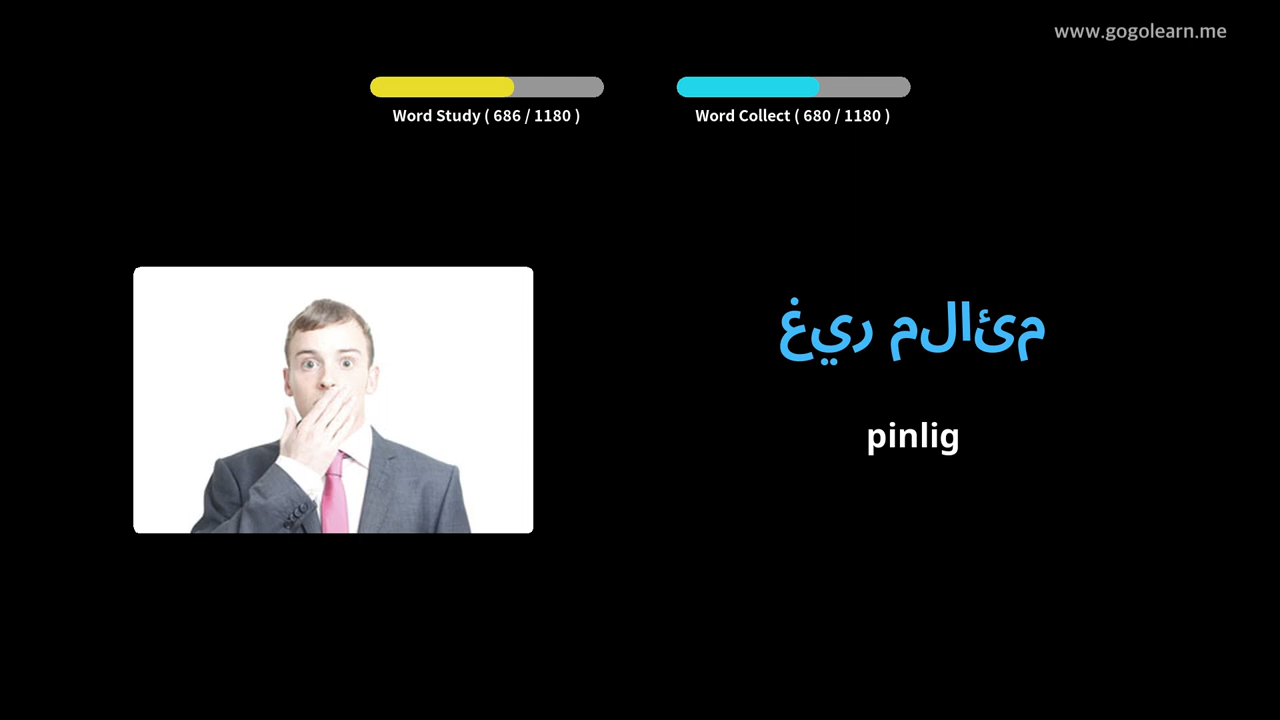 www.gogolearn.me
Word Study ( 686 / 1180 )
Word Collect ( 680 / 1180 )
غير ملائم
pinlig